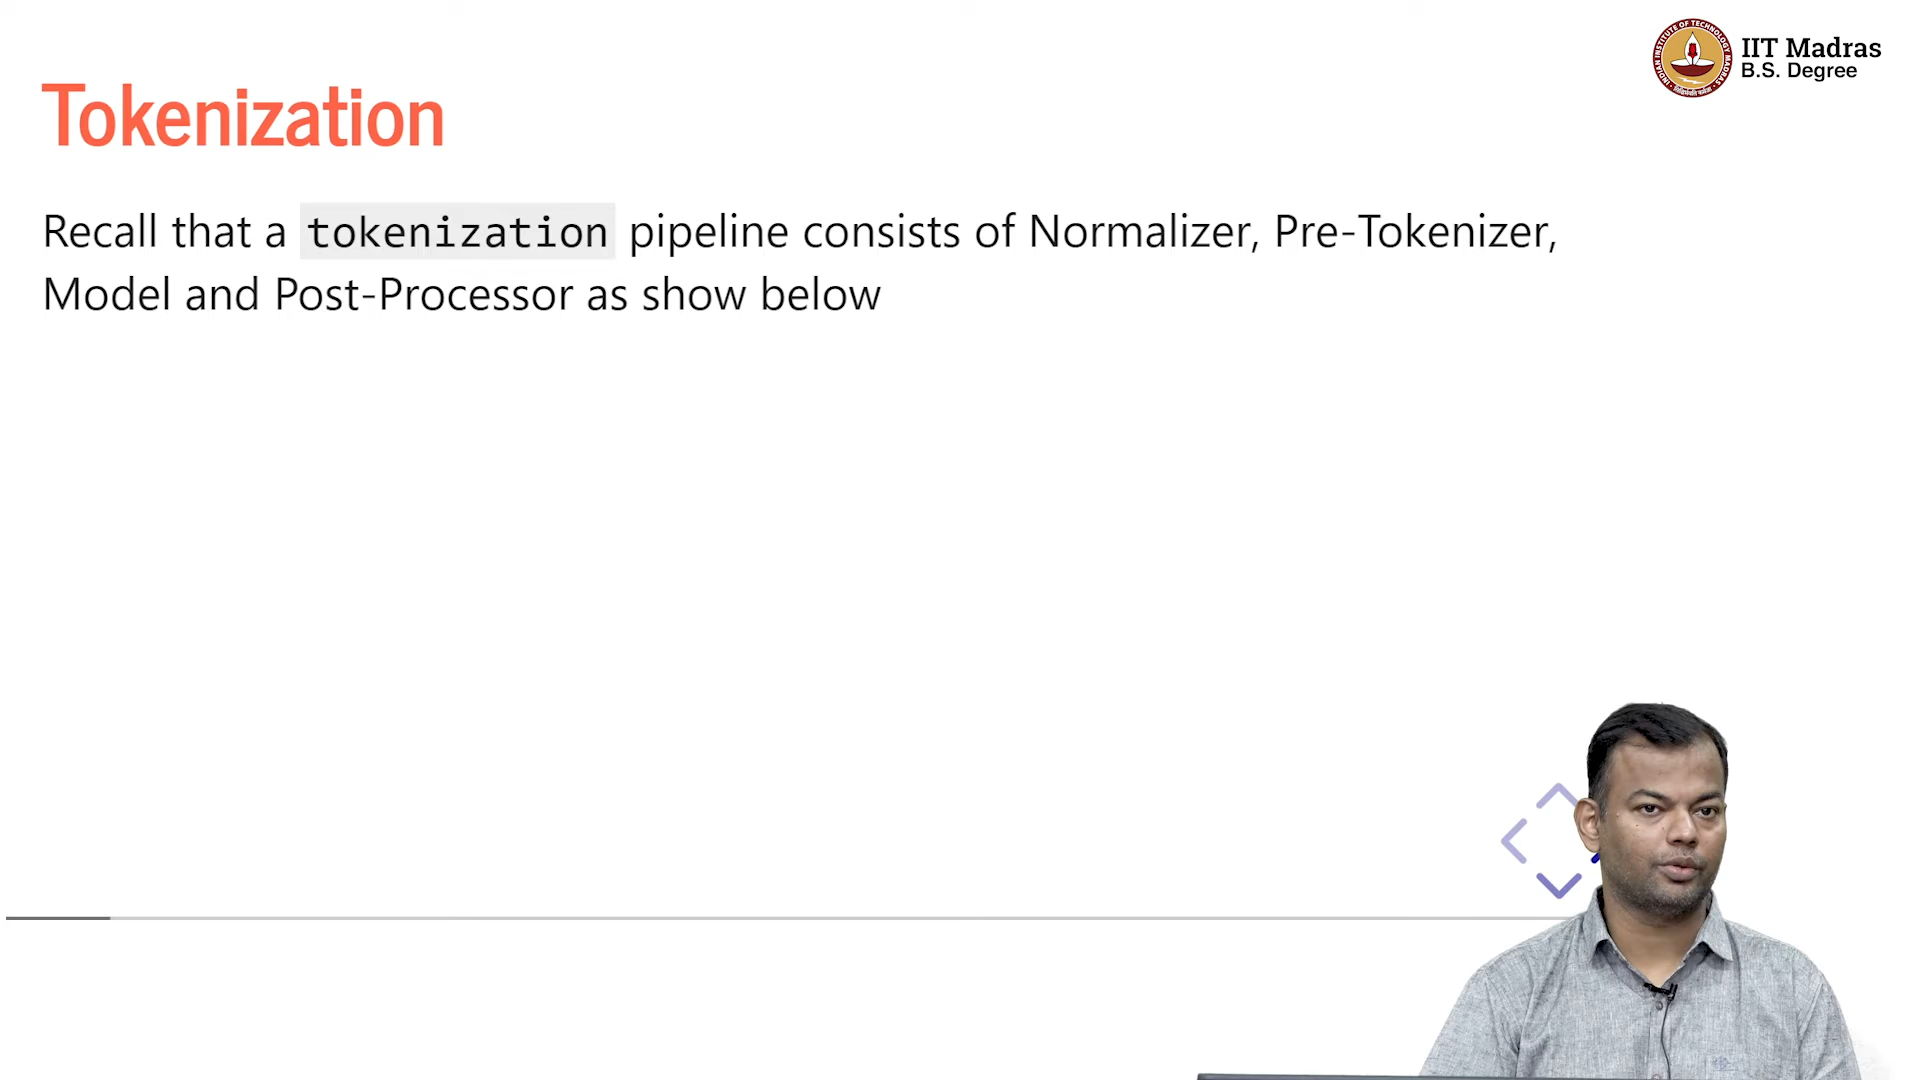 IIT Madras
B.S. Degree
Tokenization
Recall that a tokenization pipeline consists of Normalizer, Pre-Tokenizer,
Model and Post-Processor as show below